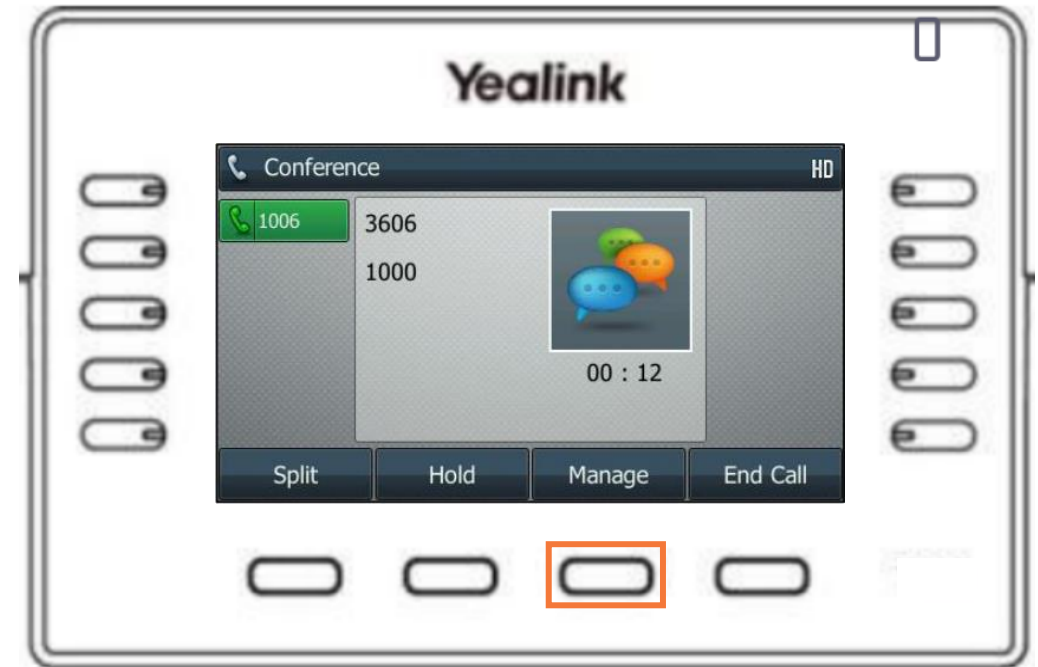 Yealink
Conference HD
1006
3606
1000
00 : 12
Split Hold Manage End Call